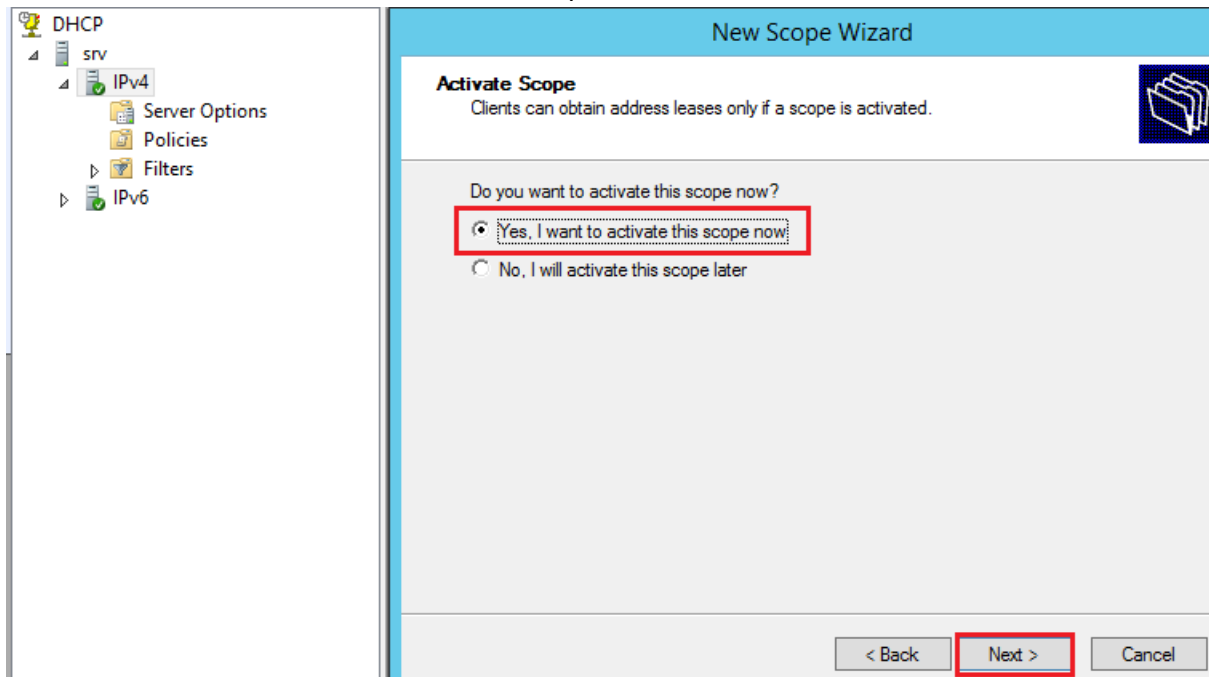 DHCP
srv
IPv4
Server Options
Policies
Filters
IPv6
New Scope Wizard
Activate Scope
Clients can obtain address leases only if a scope is activated.
Do you want to activate this scope now?
Yes, I want to activate this scope now
No, I will activate this scope later
< Back
Next >
Cancel